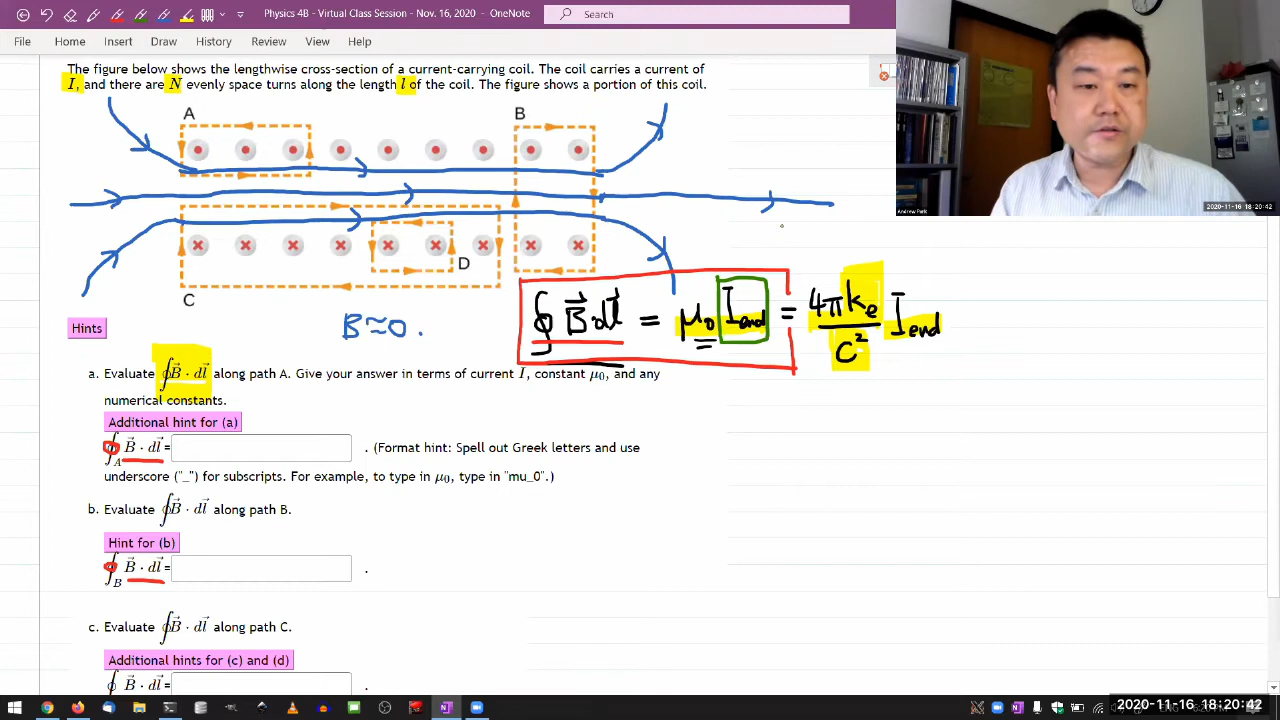 Physics 4B - Virtual Class Session - Nov. 16, 2020 - OneNote
Search
File Home Insert Draw History Review View Help
The figure below shows the lengthwise cross-section of a current-carrying coil. The coil carries a current of
I, and there are N evenly space turns along the length l of the coil. The figure shows a portion of this coil.
A
B
D
C
Andrew Park
2020-11-16 18:20:42
B≈0.
∮ B⃗·dl⃗ = μ₀ I_end = 4πkₑ/c² I_end
Hints
a. Evaluate ∮B⃗ · dl⃗ along path A. Give your answer in terms of current I, constant μ₀, and any
numerical constants.
Additional hint for (a)
∮_A B⃗ · dl⃗ = . (Format hint: Spell out Greek letters and use
underscore ("_") for subscripts. For example, to type in μ₀, type in "mu_0".)
b. Evaluate ∮B⃗ · dl⃗ along path B.
Hint for (b)
∮_B B⃗ · dl⃗ = .
c. Evaluate ∮B⃗ · dl⃗ along path C.
Additional hints for (c) and (d)
∮ B⃗ · dl⃗ = .
2020-11-16 18:20:42